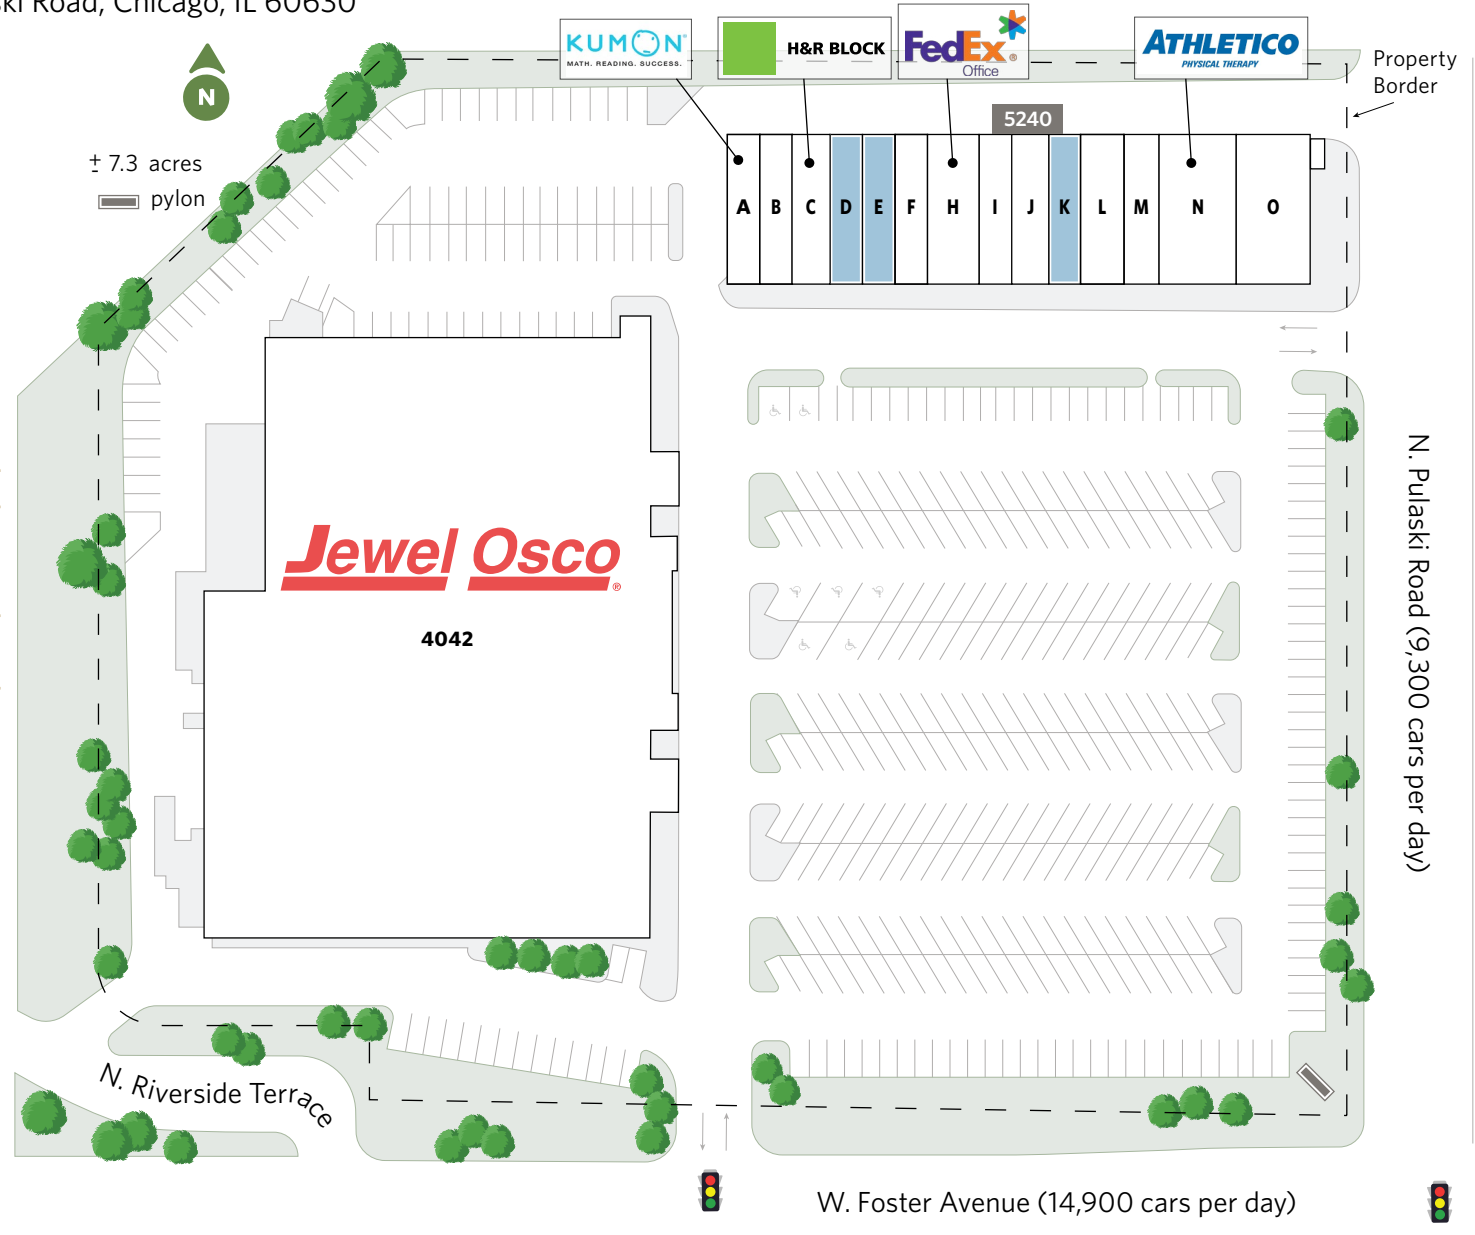 ski Road, Chicago, IL 60630
KUMON®
MATH. READING. SUCCESS.
H&R BLOCK
FedEx®
Office
ATHLETICO
PHYSICAL THERAPY
Property
Border
N
± 7.3 acres
pylon
5240
A B C D E F H I J K L M N O
Jewel Osco®
4042
N. Pulaski Road (9,300 cars per day)
N. Riverside Terrace
W. Foster Avenue (14,900 cars per day)